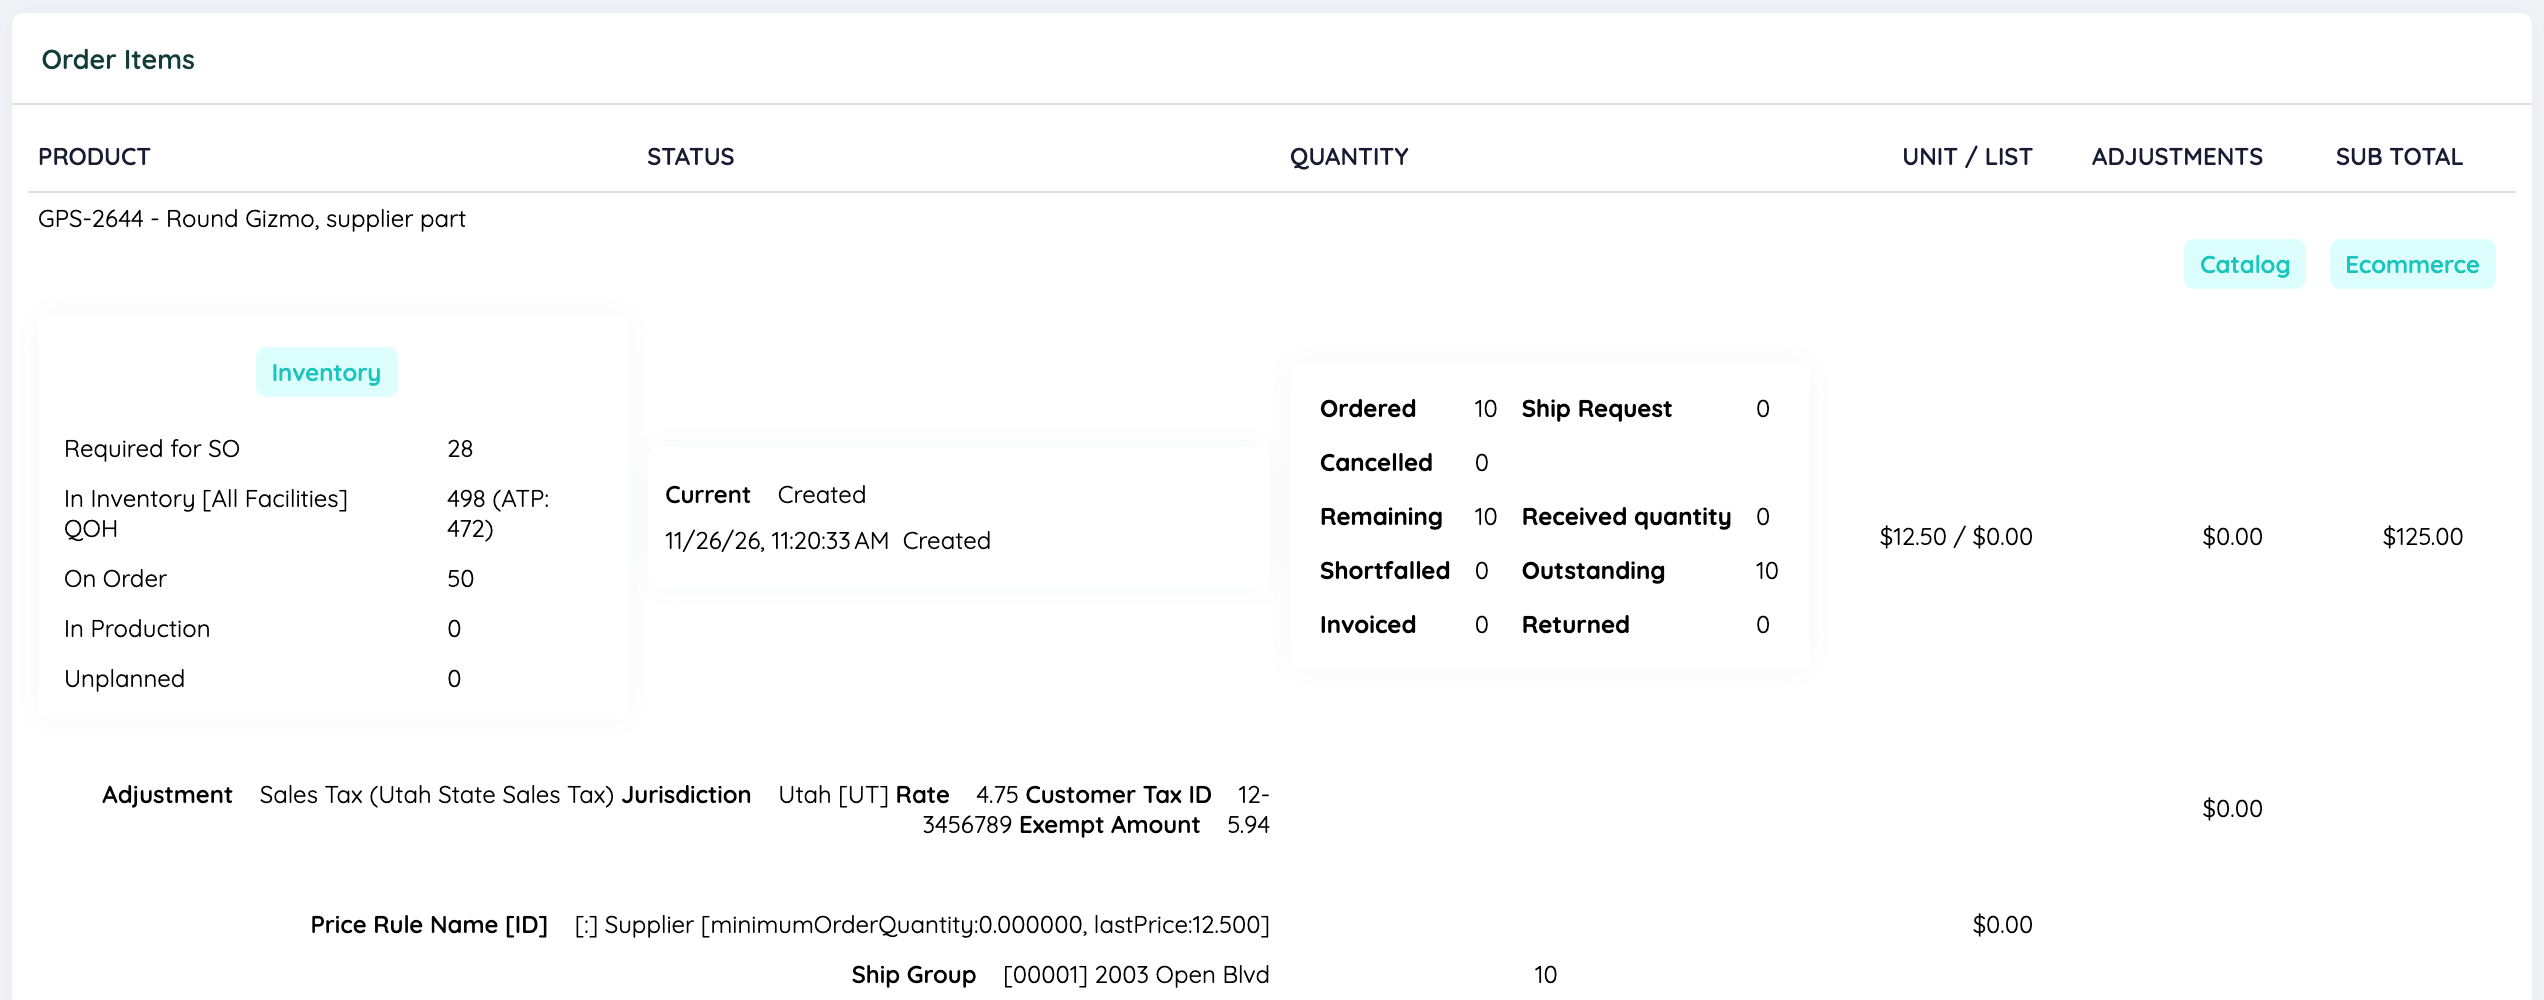 Order Items
PRODUCT STATUS QUANTITY UNIT / LIST ADJUSTMENTS SUB TOTAL
GPS-2644 - Round Gizmo, supplier part
Catalog Ecommerce
Inventory
Required for SO 28
In Inventory [All Facilities] 498 (ATP:
QOH 472)
On Order 50
In Production 0
Unplanned 0
Current Created
11/26/26, 11:20:33 AM Created
Ordered 10 Ship Request 0
Cancelled 0
Remaining 10 Received quantity 0
Shortfalled 0 Outstanding 10
Invoiced 0 Returned 0
$12.50 / $0.00 $0.00 $125.00
Adjustment Sales Tax (Utah State Sales Tax) Jurisdiction Utah [UT] Rate 4.75 Customer Tax ID 12-
3456789 Exempt Amount 5.94
$0.00
Price Rule Name [ID] [:] Supplier [minimumOrderQuantity:0.000000, lastPrice:12.500] $0.00
Ship Group [00001] 2003 Open Blvd 10